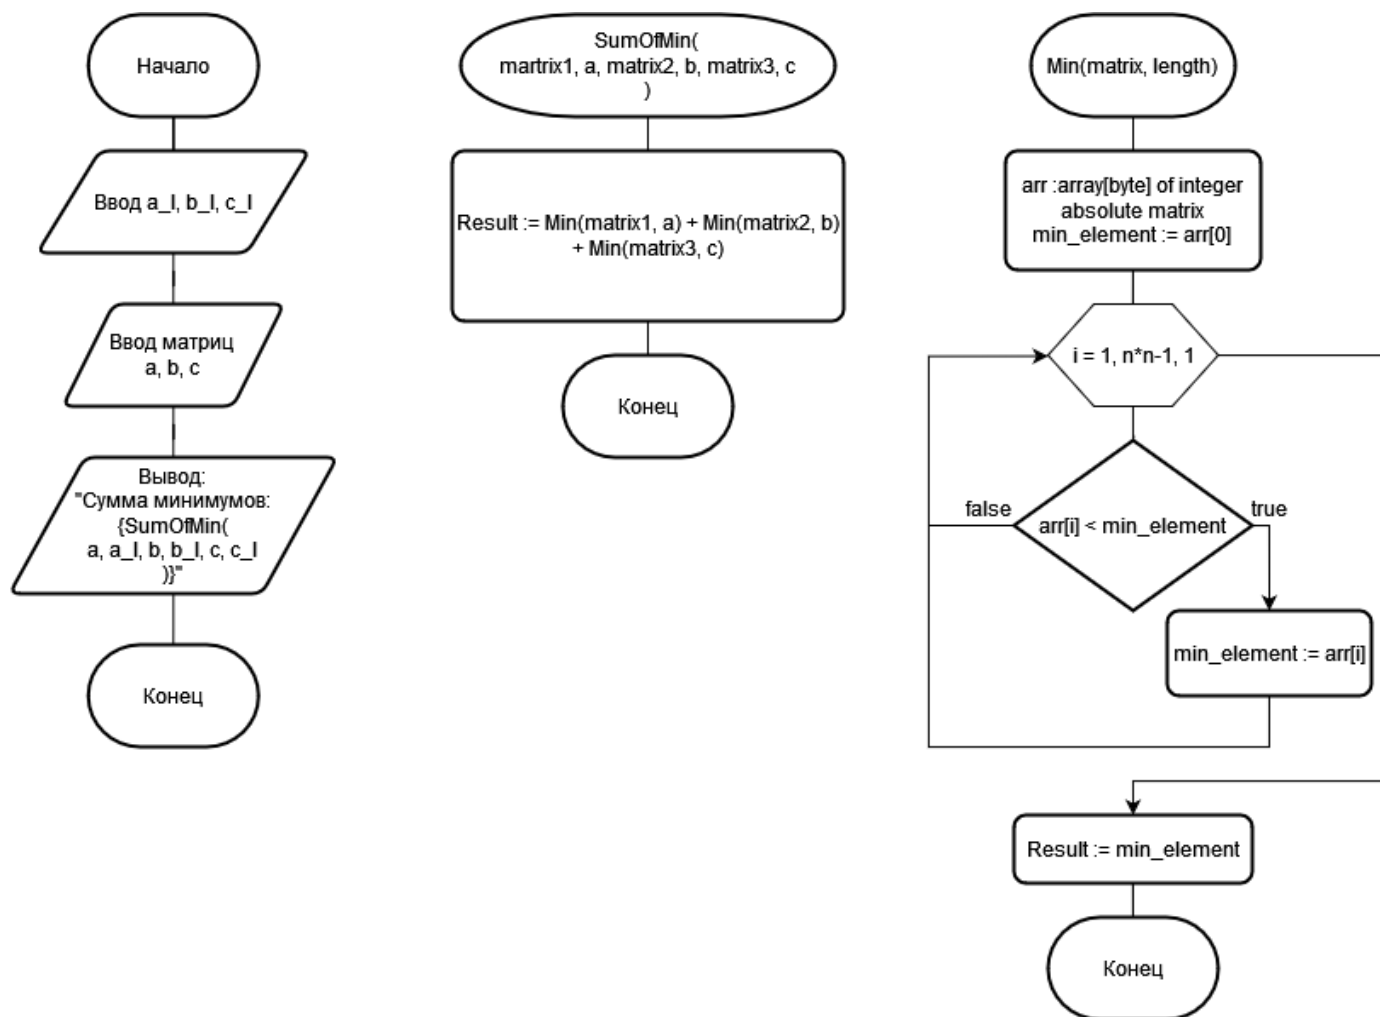 Начало
Ввод a_l, b_l, c_l
Ввод матриц
a, b, c
Вывод:
"Сумма минимумов:
{SumOfMin(
a, a_l, b, b_l, c, c_l
)}"
Конец
SumOfMin(
martrix1, a, matrix2, b, matrix3, c
)
Result := Min(matrix1, a) + Min(matrix2, b)
+ Min(matrix3, c)
Конец
Min(matrix, length)
arr :array[byte] of integer
absolute matrix
min_element := arr[0]
i = 1, n*n-1, 1
false
arr[i] < min_element
true
min_element := arr[i]
Result := min_element
Конец